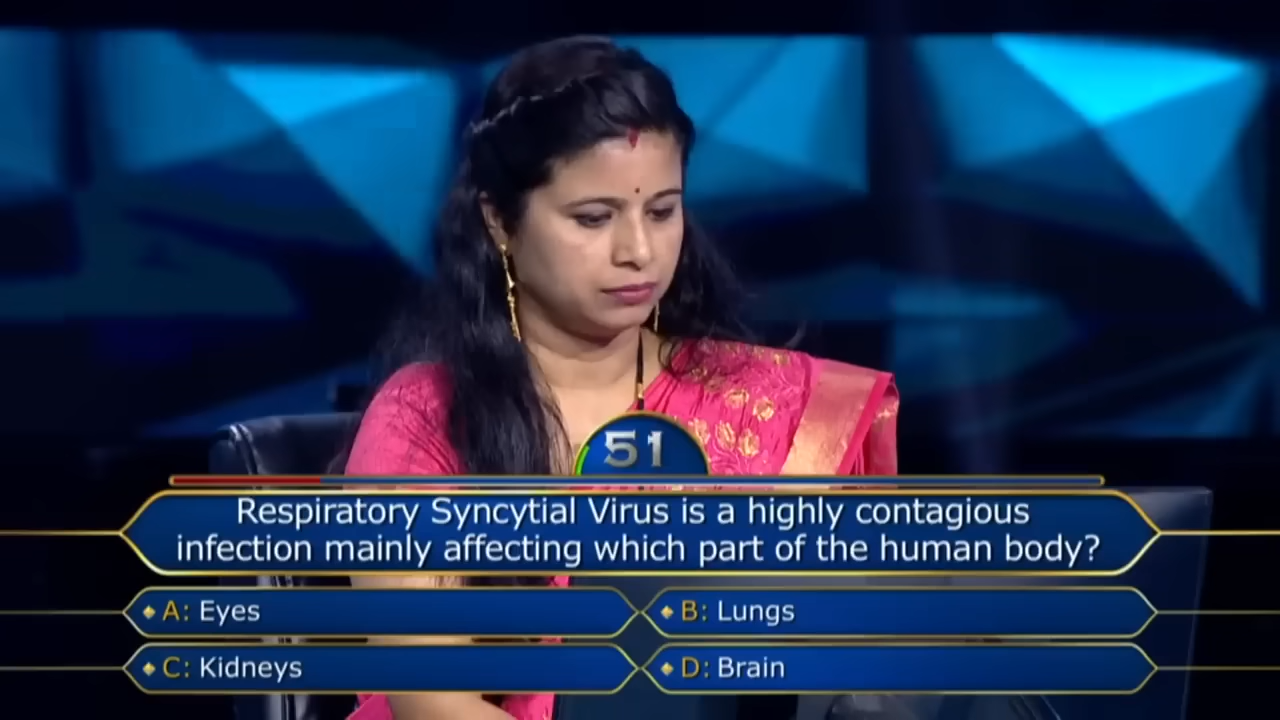 51
Respiratory Syncytial Virus is a highly contagious
infection mainly affecting which part of the human body?
A: Eyes
B: Lungs
C: Kidneys
D: Brain